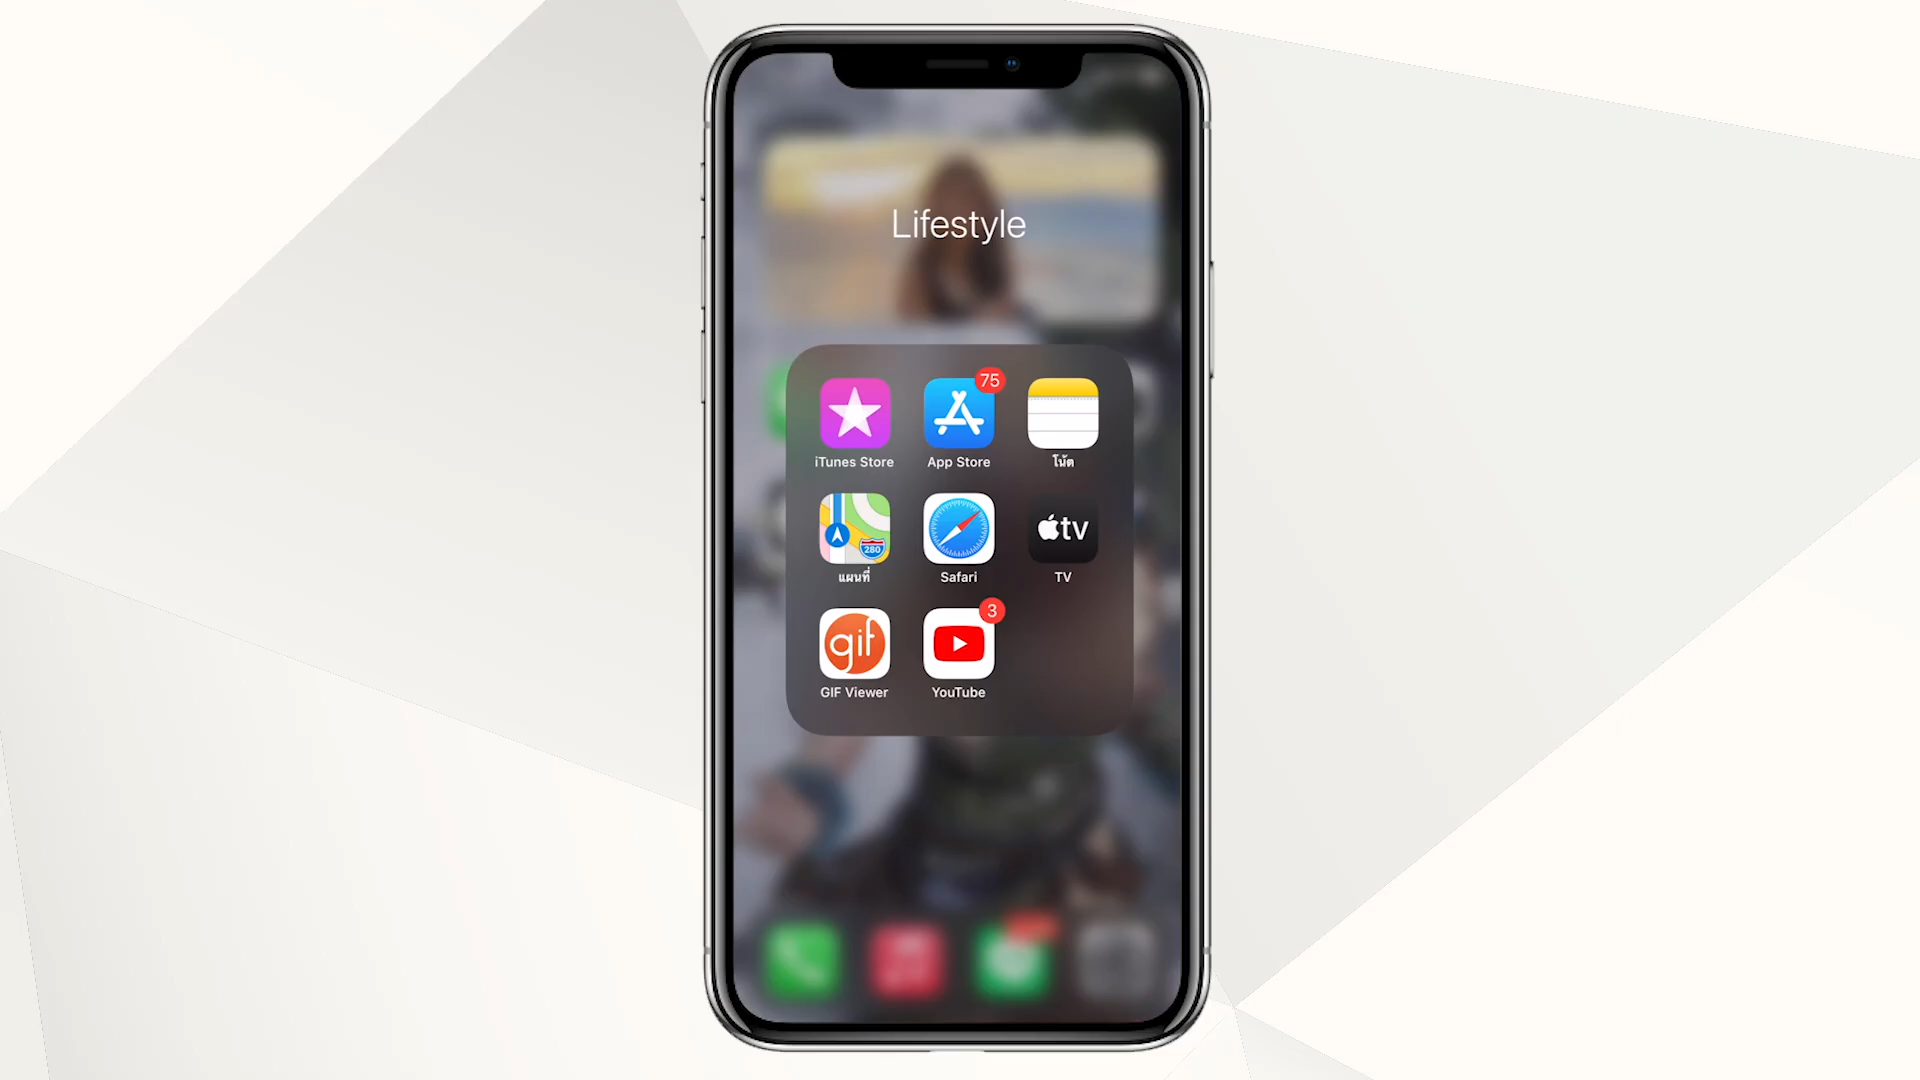 Lifestyle
75
iTunes Store
App Store
โน้ต
280
tv
แผนที่
Safari
TV
gif
3
GIF Viewer
YouTube